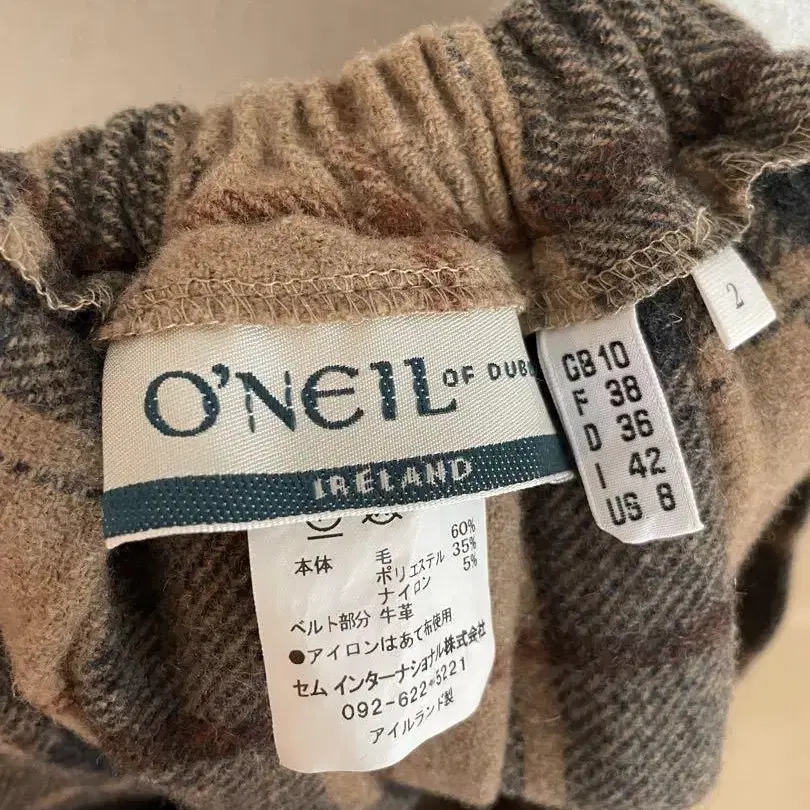 O'NEIL OF DUBL
IRELAND
GB 10
F 38
D 36
I 42
US 8
2
本体 毛 60%
ポリエステル 35%
ナイロン 5%
ベルト部分 牛革
●アイロンはあて布使用
セム インターナショナル株式会社
092-622-5221
アイルランド製